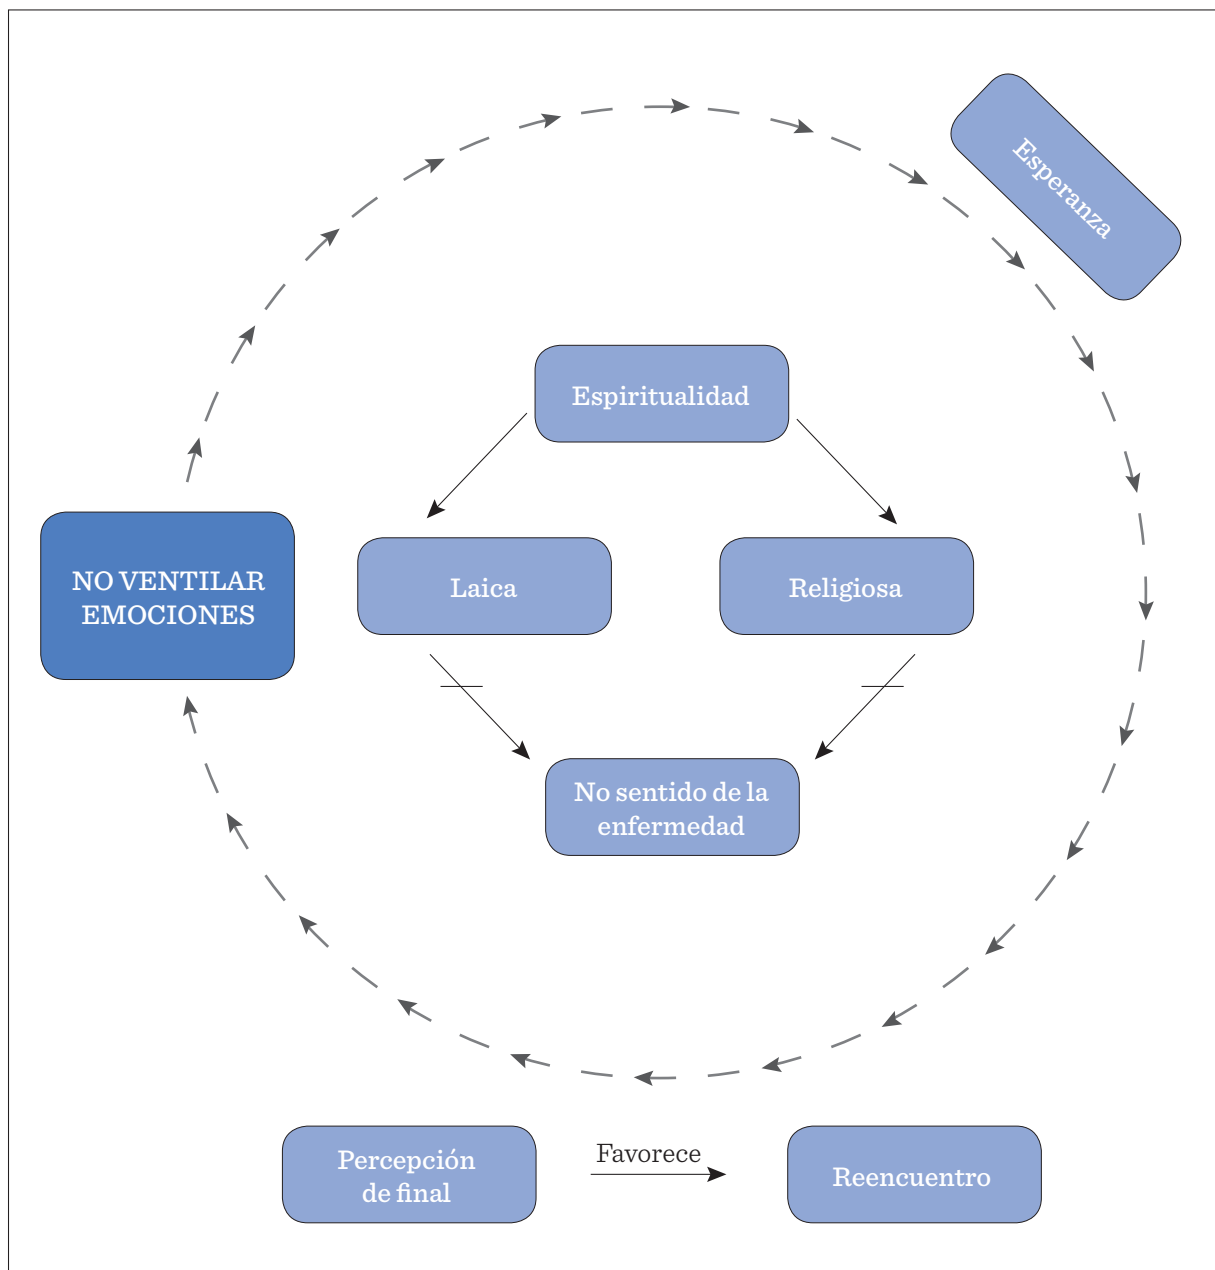 Esperanza
Espiritualidad
NO VENTILAR
EMOCIONES
Laica
Religiosa
No sentido de la
enfermedad
Percepción
de final
Favorece
Reencuentro